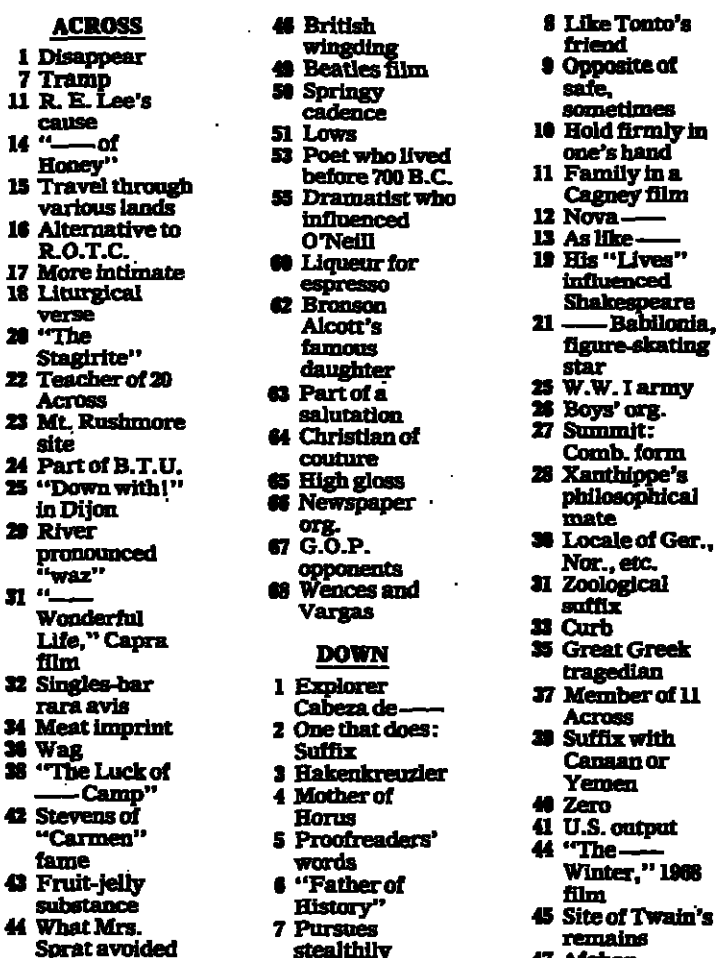 ACROSS
1 Disappear
7 Tramp
11 R. E. Lee's
cause
14 "—— of
Honey"
15 Travel through
various lands
16 Alternative to
R.O.T.C.
17 More intimate
18 Liturgical
verse
20 "The
Stagirite"
22 Teacher of 20
Across
23 Mt. Rushmore
site
24 Part of B.T.U.
25 "Down with!"
in Dijon
29 River
pronounced
"waz"
31 "——
Wonderful
Life," Capra
film
32 Singles-bar
rara avis
34 Meat imprint
36 Wag
38 "The Luck of
—— Camp"
42 Stevens of
"Carmen"
fame
43 Fruit-jelly
substance
44 What Mrs.
Sprat avoided
46 British
wingding
49 Beatles film
50 Springy
cadence
51 Lows
53 Poet who lived
before 700 B.C.
55 Dramatist who
influenced
O'Neill
60 Liqueur for
espresso
62 Bronson
Alcott's
famous
daughter
63 Part of a
salutation
64 Christian of
couture
65 High gloss
66 Newspaper
org.
67 G.O.P.
opponents
68 Wences and
Vargas
DOWN
1 Explorer
Cabeza de ——
2 One that does:
Suffix
3 Hakenkreuzler
4 Mother of
Horus
5 Proofreaders'
words
6 "Father of
History"
7 Pursues
stealthily
8 Like Tonto's
friend
9 Opposite of
safe,
sometimes
10 Hold firmly in
one's hand
11 Family in a
Cagney film
12 Nova ——
13 As like ——
19 His "Lives"
influenced
Shakespeare
21 —— Babilonia,
figure-skating
star
25 W.W. I army
26 Boys' org.
27 Summit:
Comb. form
28 Xanthippe's
philosophical
mate
30 Locale of Ger.,
Nor., etc.
31 Zoological
suffix
33 Curb
35 Great Greek
tragedian
37 Member of 11
Across
39 Suffix with
Canaan or
Yemen
40 Zero
41 U.S. output
44 "The ——
Winter," 1968
film
45 Site of Twain's
remains
47 Afghan